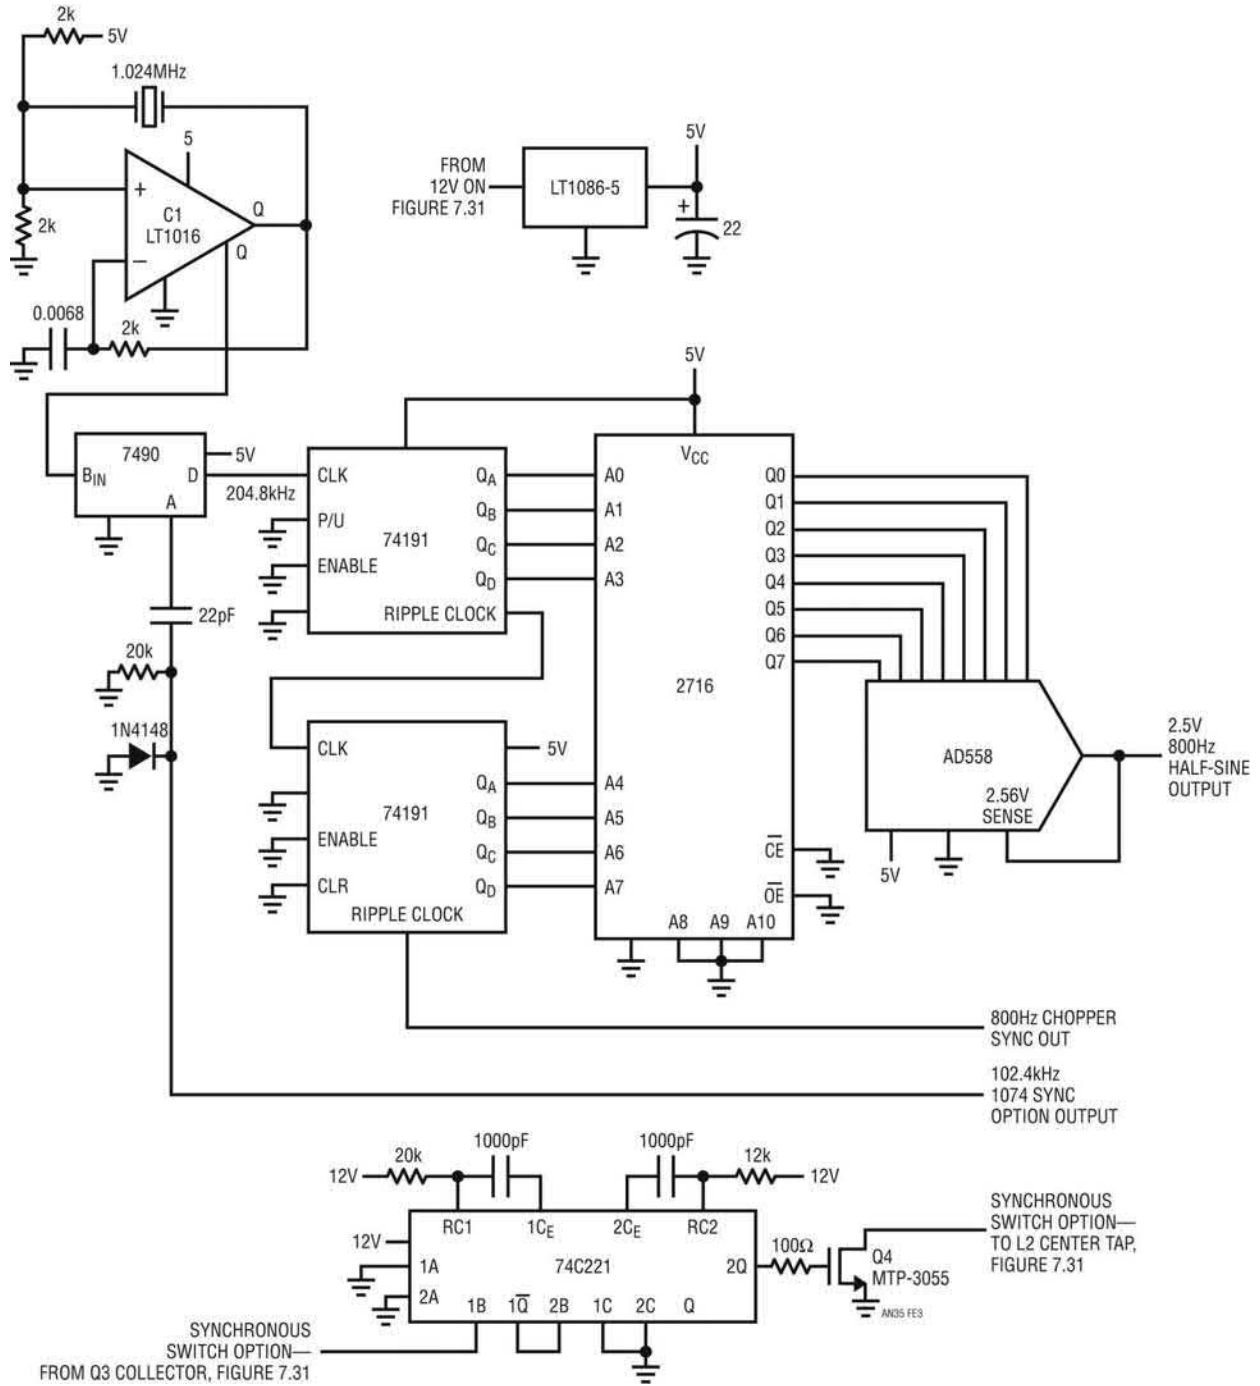 2k
5V
1.024MHz
5
+
C1
LT1016
Q
Q
–
2k
0.0068
2k
FROM
12V ON
FIGURE 7.31
LT1086-5
5V
+
22
5V
7490
5V
BIN
D
A
204.8kHz
CLK
P/U
ENABLE
74191
QA
QB
QC
QD
RIPPLE CLOCK
VCC
A0
A1
A2
A3
2716
Q0
Q1
Q2
Q3
Q4
Q5
Q6
Q7
22pF
20k
1N4148
CLK
5V
74191
ENABLE
CLR
QA
QB
QC
QD
RIPPLE CLOCK
A4
A5
A6
A7
CE
OE
A8 A9 A10
AD558
2.56V
SENSE
5V
2.5V
800Hz
HALF-SINE
OUTPUT
800Hz CHOPPER
SYNC OUT
102.4kHz
1074 SYNC
OPTION OUTPUT
12V
20k
1000pF
1000pF
12k
12V
RC1
1CE
2CE
RC2
12V
1A
2A
74C221
2Q
1B
1Q
2B
1C
2C
Q
100Ω
Q4
MTP-3055
AN35 FE3
SYNCHRONOUS
SWITCH OPTION—
TO L2 CENTER TAP,
FIGURE 7.31
SYNCHRONOUS
SWITCH OPTION—
FROM Q3 COLLECTOR, FIGURE 7.31